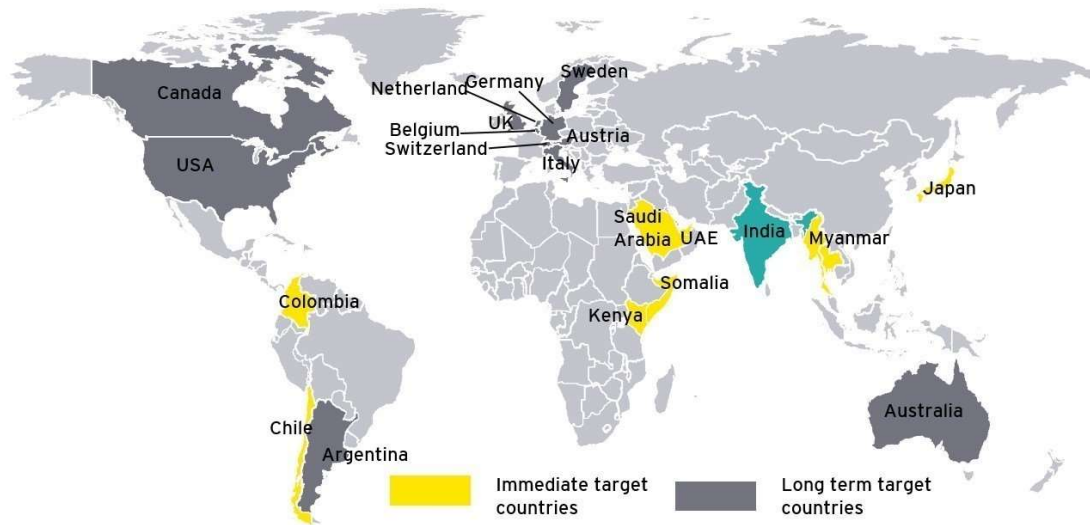 Canada
USA
Netherland
Germany
Sweden
UK
Belgium
Switzerland
Austria
Italy
Japan
Saudi
Arabia
UAE
India
Myanmar
Somalia
Kenya
Colombia
Chile
Argentina
Australia
Immediate target
countries
Long term target
countries